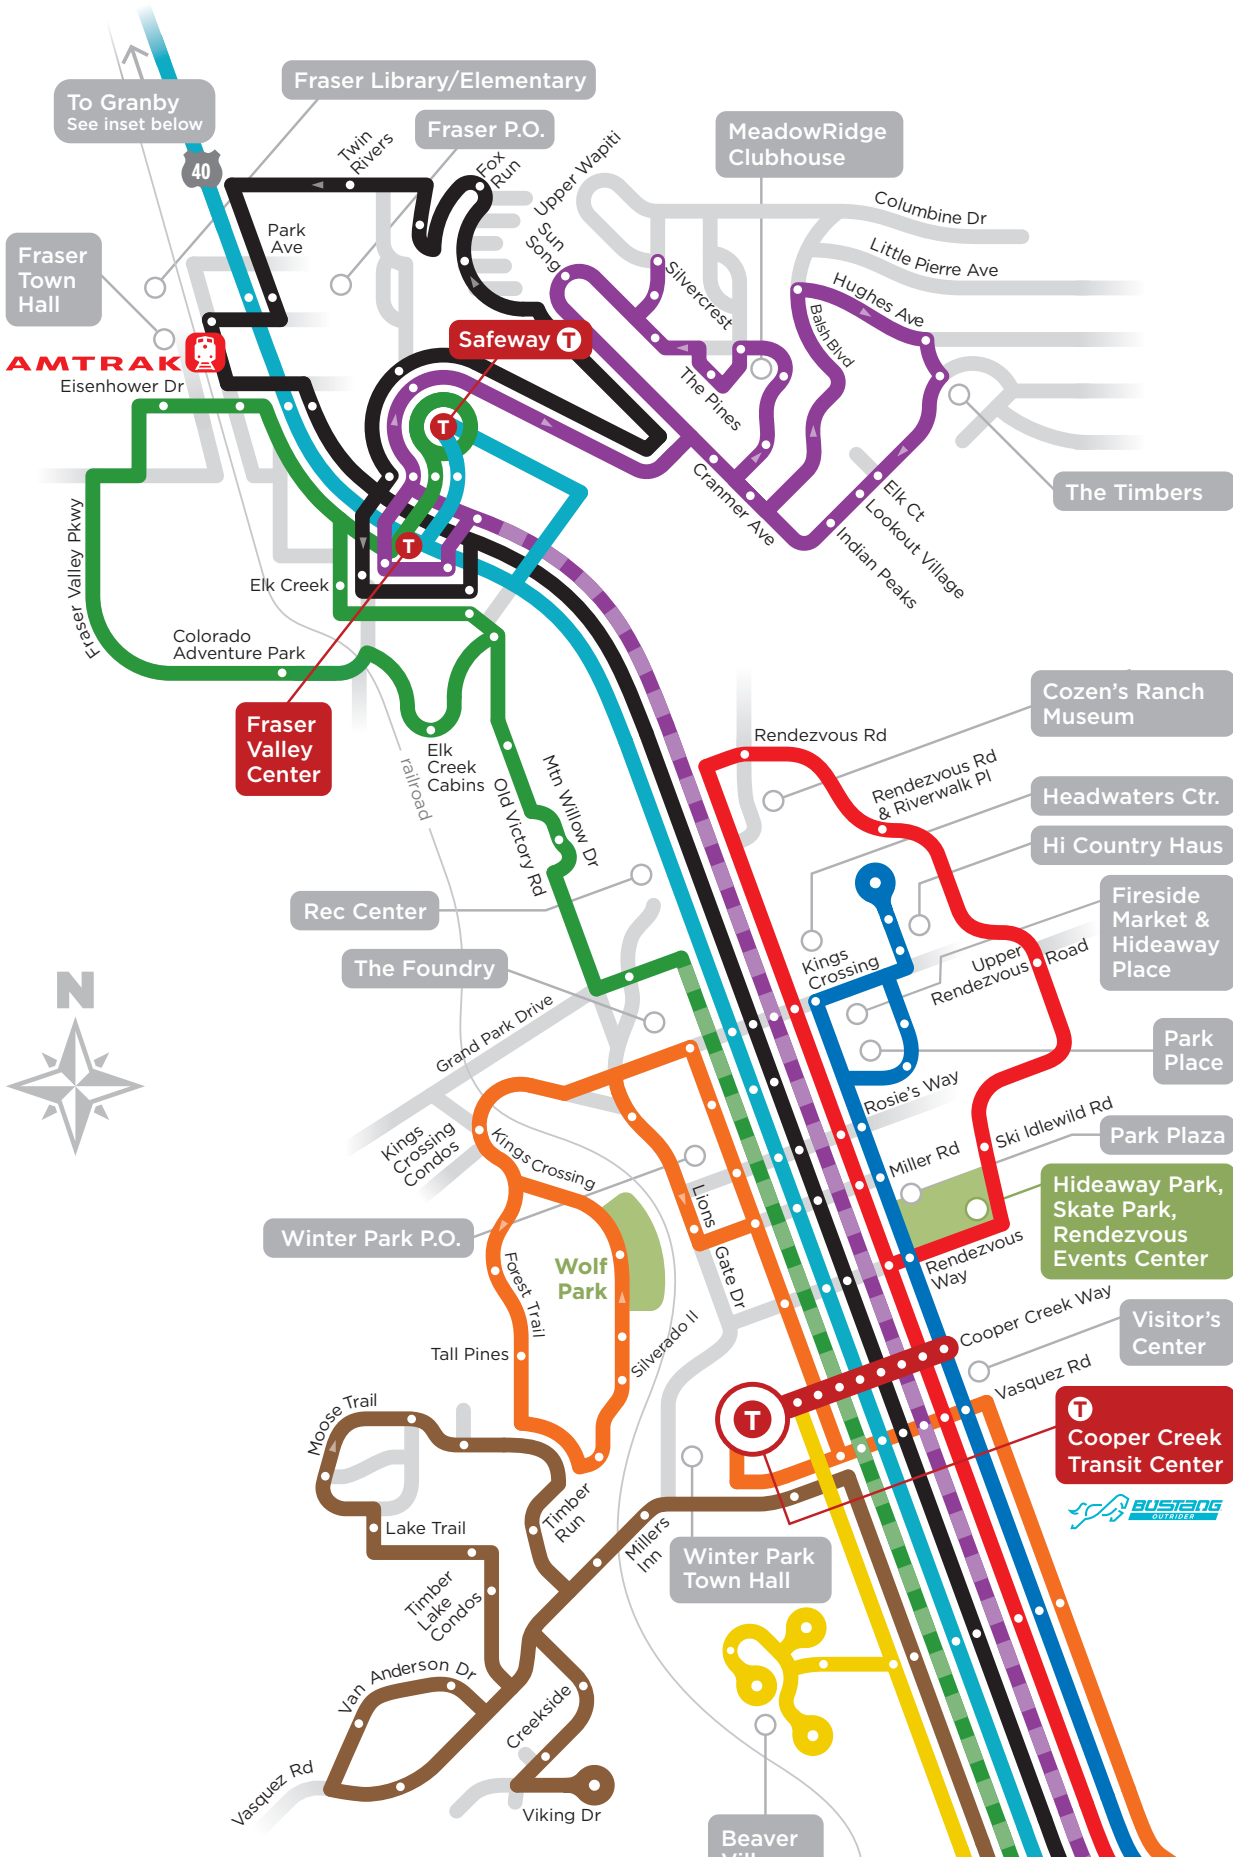 To Granby
See inset below
40
Fraser Library/Elementary
Fraser P.O.
Twin
Rivers
Fox
Run
Upper Wapiti
Sun
Song
MeadowRidge
Clubhouse
Columbine Dr
Little Pierre Ave
Hughes Ave
Park
Ave
Fraser
Town
Hall
Silvercrest
Balsh Blvd
Safeway T
AMTRAK
Eisenhower Dr
The Pines
T
The Timbers
Cranmer Ave
Elk Ct
Lookout Village
Indian Peaks
Fraser Valley Pkwy
T
Elk Creek
Colorado
Adventure Park
Fraser
Valley
Center
Elk
Creek
Cabins
railroad
Mtn Willow Dr
Old Victory Rd
Rendezvous Rd
Cozen's Ranch
Museum
Rendezvous Rd
& Riverwalk Pl
Headwaters Ctr.
Hi Country Haus
Rec Center
Fireside
Market &
Hideaway
Place
The Foundry
Kings
Crossing
Upper
Rendezvous
Road
N
Grand Park Drive
Park
Place
Rosie's Way
Kings
Crossing
Condos
Kings Crossing
Ski Idlewild Rd
Miller Rd
Park Plaza
Lions
Gate Dr
Winter Park P.O.
Hideaway Park,
Skate Park,
Rendezvous
Events Center
Wolf
Park
Forest Trail
Rendezvous
Way
Tall Pines
Silverado II
Cooper Creek Way
Visitor's
Center
Vasquez Rd
Moose Trail
T
T
Cooper Creek
Transit Center
BUSTANG
OUTRIDER
Lake Trail
Timber
Run
Millers
Inn
Winter Park
Town Hall
Timber
Lake
Condos
Van Anderson Dr
Creekside
Vasquez Rd
Viking Dr
Beaver